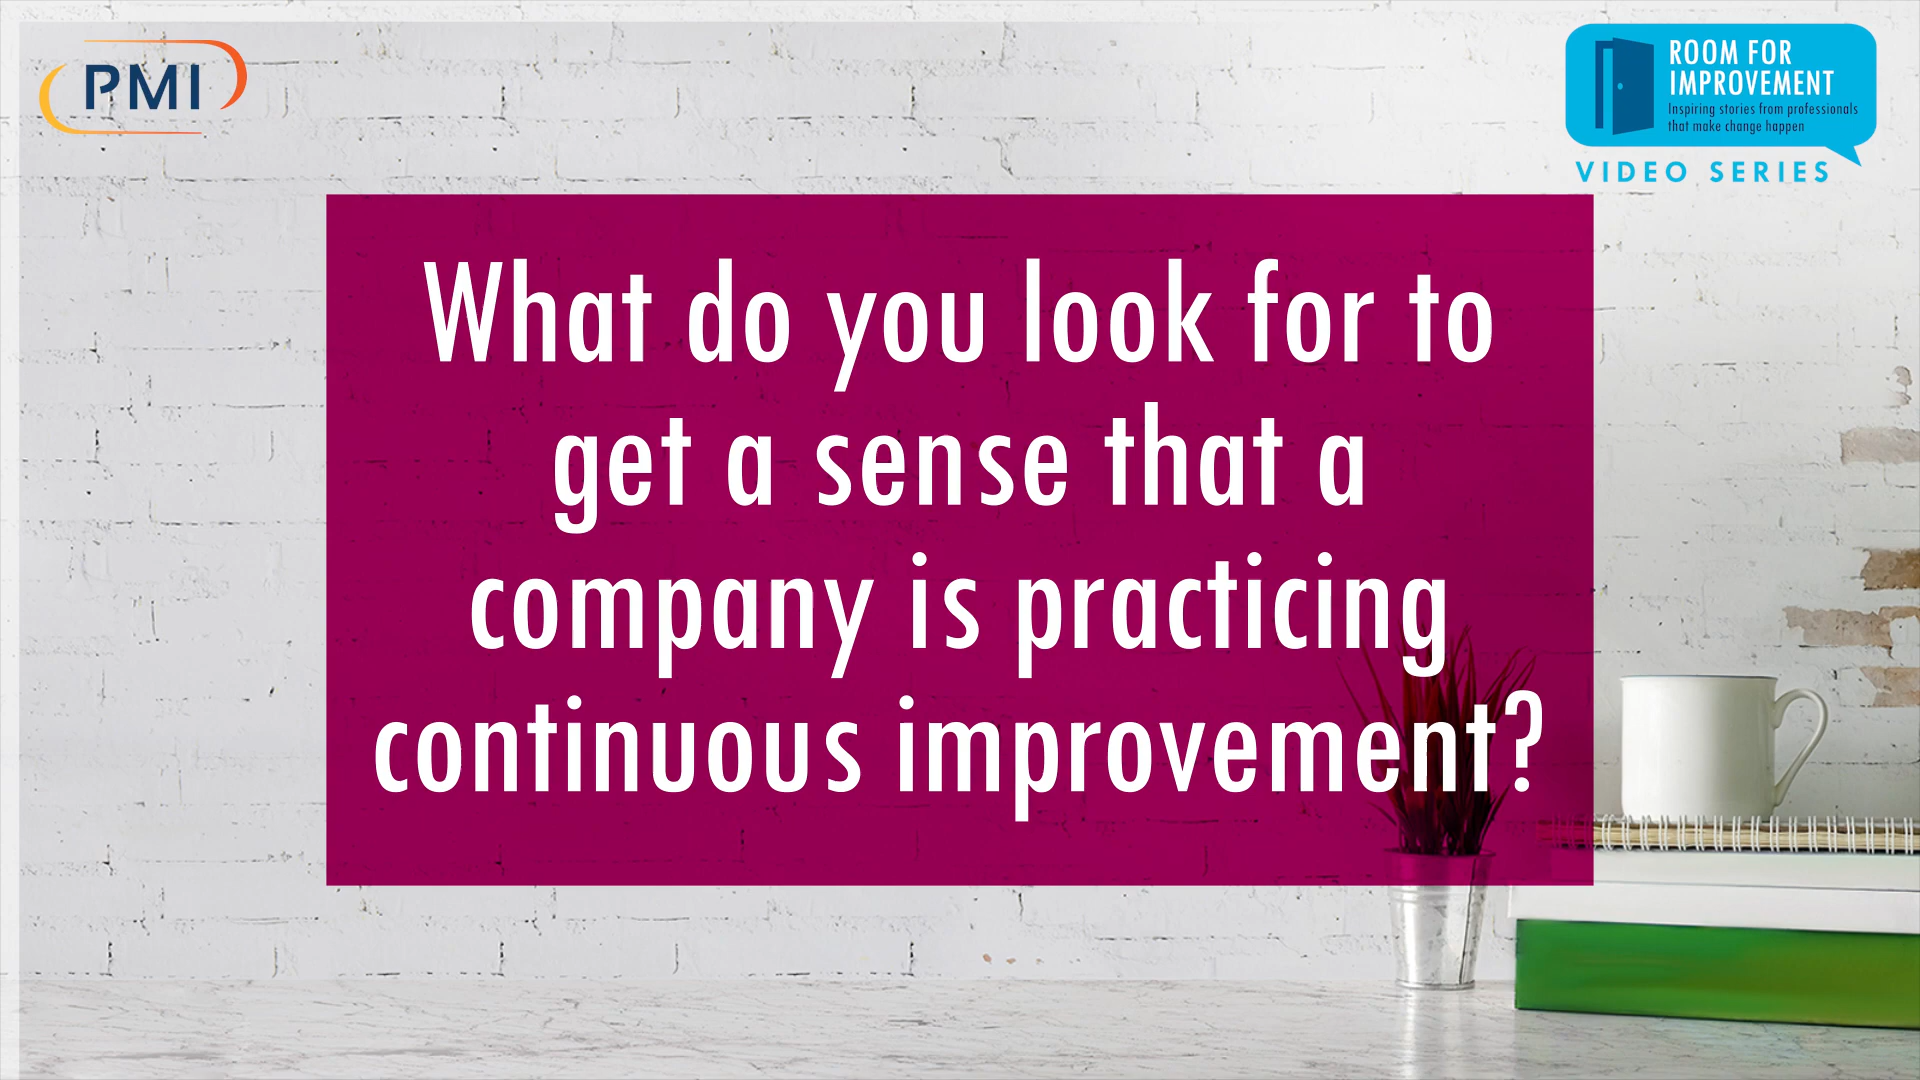 PMI
ROOM FOR
IMPROVEMENT
Inspiring stories from professionals
that make change happen
VIDEO SERIES
What do you look for to
get a sense that a
company is practicing
continuous improvement?